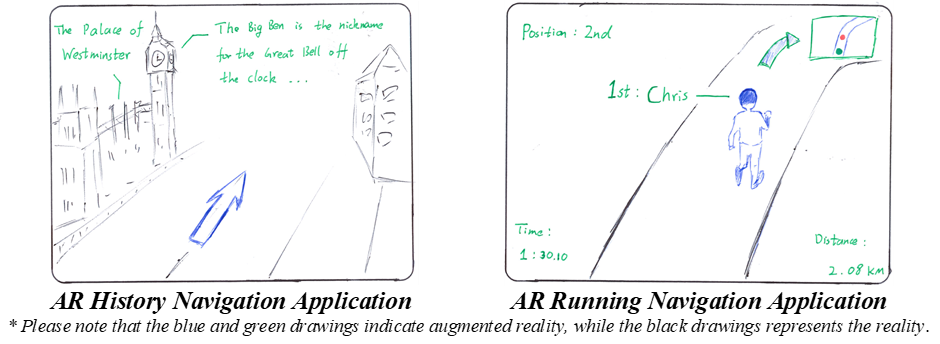 The Palace of
Westminster
The Big Ben is the nickname
for the Great Bell off
the clock ...
Position : 2nd
1st : Chris
Time :
1 : 30.10
Distance :
2.08 km
AR History Navigation Application
AR Running Navigation Application
* Please note that the blue and green drawings indicate augmented reality, while the black drawings represents the reality.